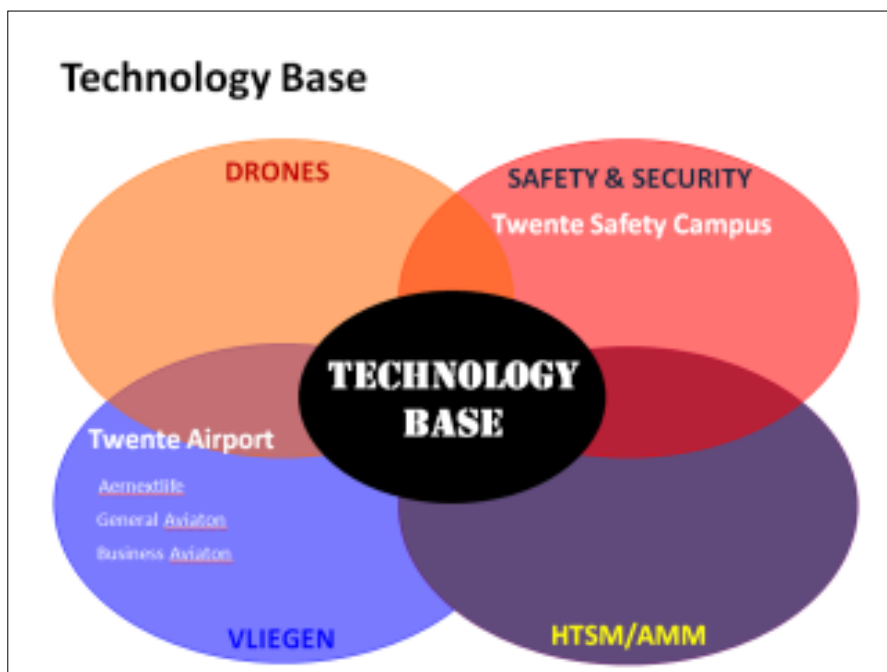 Technology Base
DRONES
SAFETY & SECURITY
Twente Safety Campus
TECHNOLOGY
BASE
Twente Airport
Aernextlife
General Aviaton
Business Aviaton
VLIEGEN
HTSM/AMM